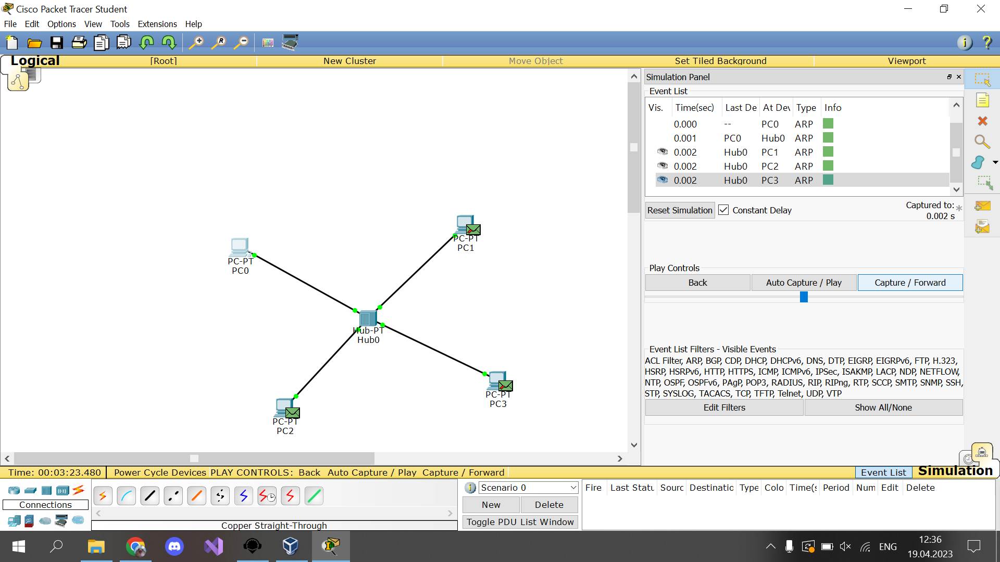 Cisco Packet Tracer Student
File Edit Options View Tools Extensions Help
Logical [Root] New Cluster Move Object Set Tiled Background Viewport
Simulation Panel
Event List
Vis. Time(sec) Last De At Dev Type Info
0.000 -- PC0 ARP
0.001 PC0 Hub0 ARP
0.002 Hub0 PC1 ARP
0.002 Hub0 PC2 ARP
0.002 Hub0 PC3 ARP
Reset Simulation Constant Delay Captured to:
0.002 s
PC-PT
PC1
PC-PT
PC0
Hub-PT
Hub0
PC-PT
PC3
PC-PT
PC2
Play Controls
Back Auto Capture / Play Capture / Forward
Event List Filters - Visible Events
ACL Filter, ARP, BGP, CDP, DHCP, DHCPv6, DNS, DTP, EIGRP, EIGRPv6, FTP, H.323,
HSRP, HSRPv6, HTTP, HTTPS, ICMP, ICMPv6, IPSec, ISAKMP, LACP, NDP, NETFLOW,
NTP, OSPF, OSPFv6, PAgP, POP3, RADIUS, RIP, RIPng, RTP, SCCP, SMTP, SNMP, SSH,
STP, SYSLOG, TACACS, TCP, TFTP, Telnet, UDP, VTP
Edit Filters Show All/None
Time: 00:03:23.480 Power Cycle Devices PLAY CONTROLS: Back Auto Capture / Play Capture / Forward Event List Simulation
Connections
Copper Straight-Through
Scenario 0
New Delete
Toggle PDU List Window
Fire Last Statu Sourc Destinatio Type Colo Time(s Period Num Edit Delete
ENG
12:36
19.04.2023